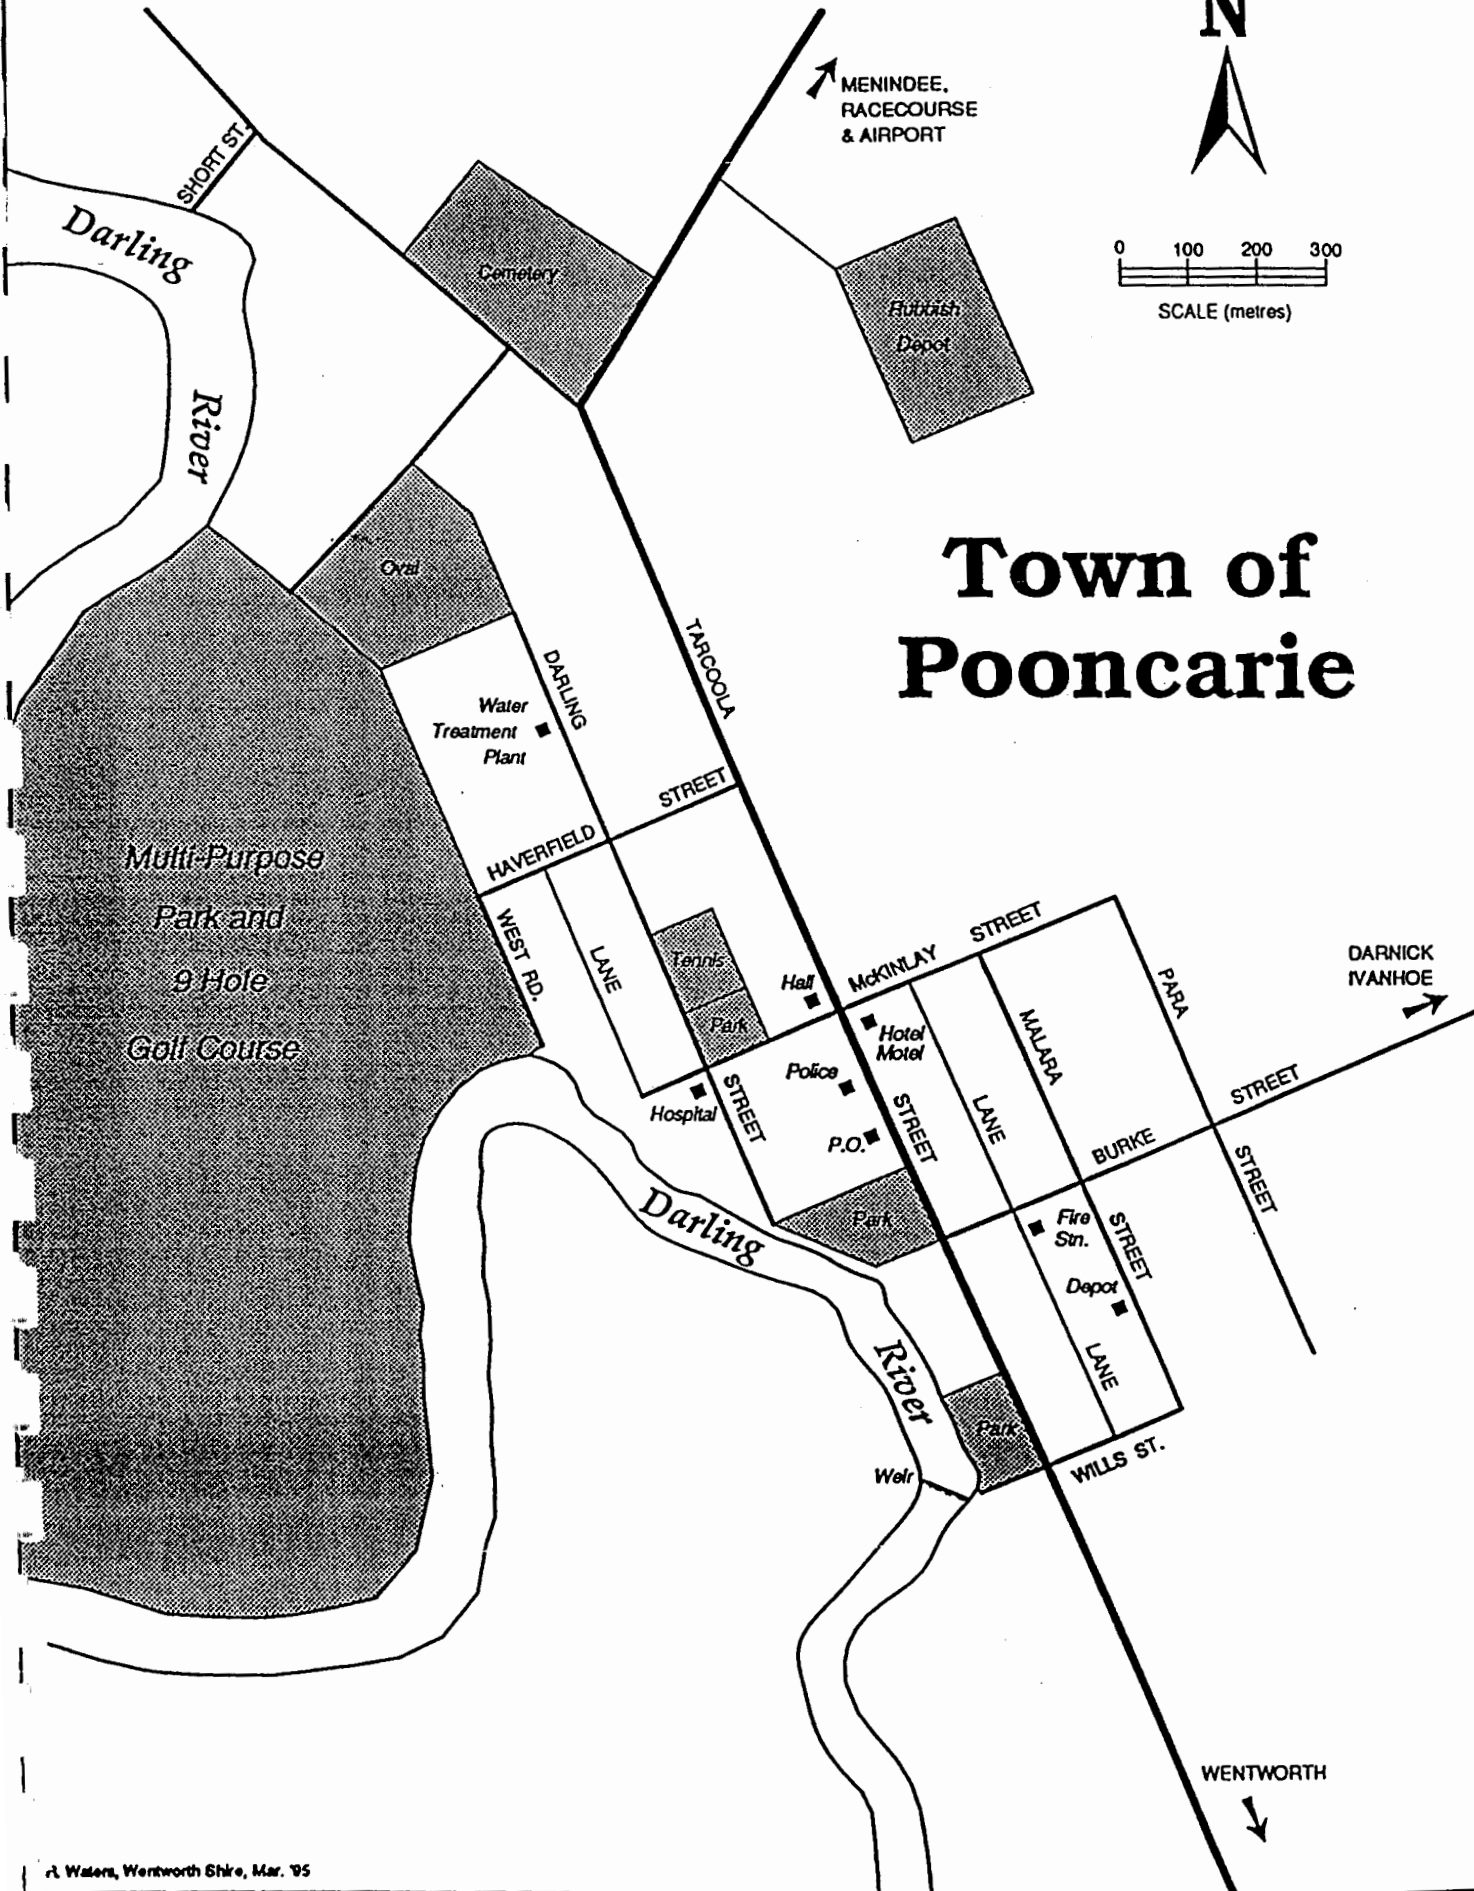 N
MENINDEE,
RACECOURSE
& AIRPORT
SHORT ST.
Darling
River
Cemetery
Rubbish
Depot
0 100 200 300
SCALE (metres)
Town of
Pooncarie
Oval
TARCOOLA
DARLING
Water
Treatment
Plant
HAVERFIELD STREET
Multi-Purpose
Park and
9 Hole
Golf Course
WEST RD.
LANE
Tennis
Park
Hall
McKINLAY STREET
Hotel
Motel
MALARA
PARA
DARNICK
IVANHOE
Police
Hospital
STREET
P.O.
STREET
LANE
BURKE STREET
STREET
Park
Darling
River
Fire
Stn.
STREET
Depot
LANE
Park
Weir
WILLS ST.
WENTWORTH
R. Waters, Wentworth Shire, Mar. '95